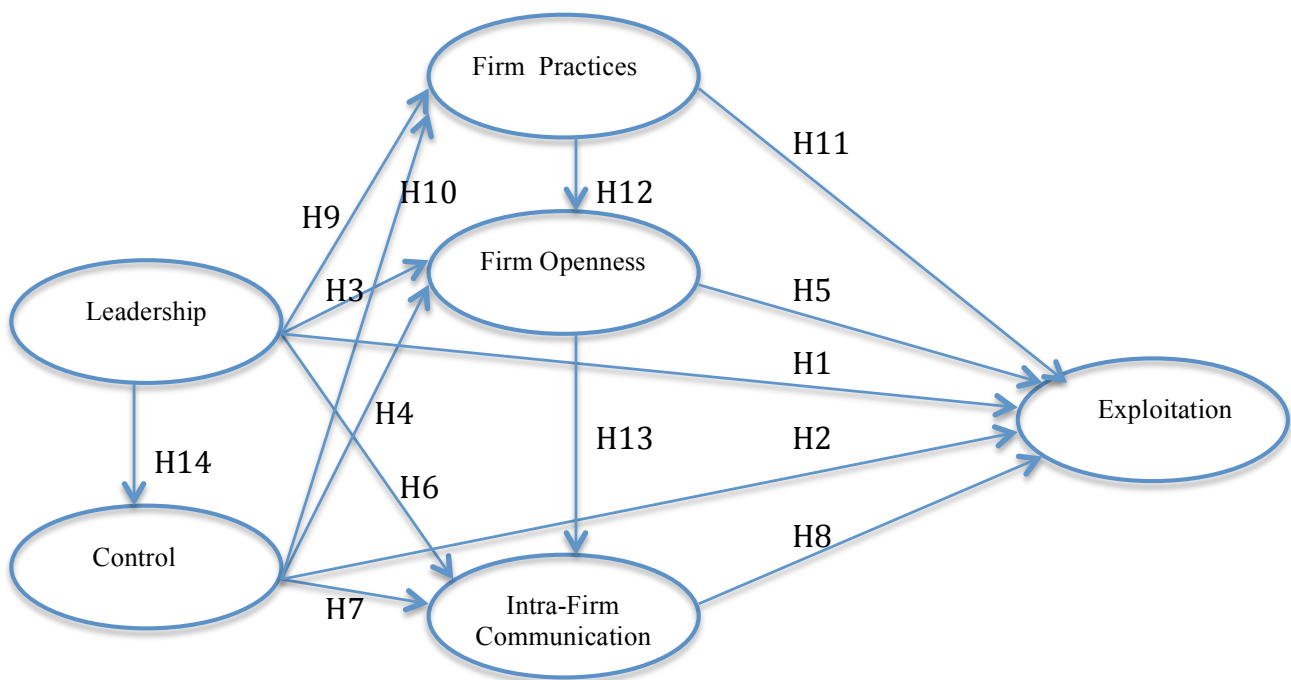 Firm Practices
H11
H10
H12
H9
Firm Openness
H3
H5
Leadership
H1
H4
Exploitation
H13
H2
H14
H6
H8
Control
H7
Intra-Firm
Communication